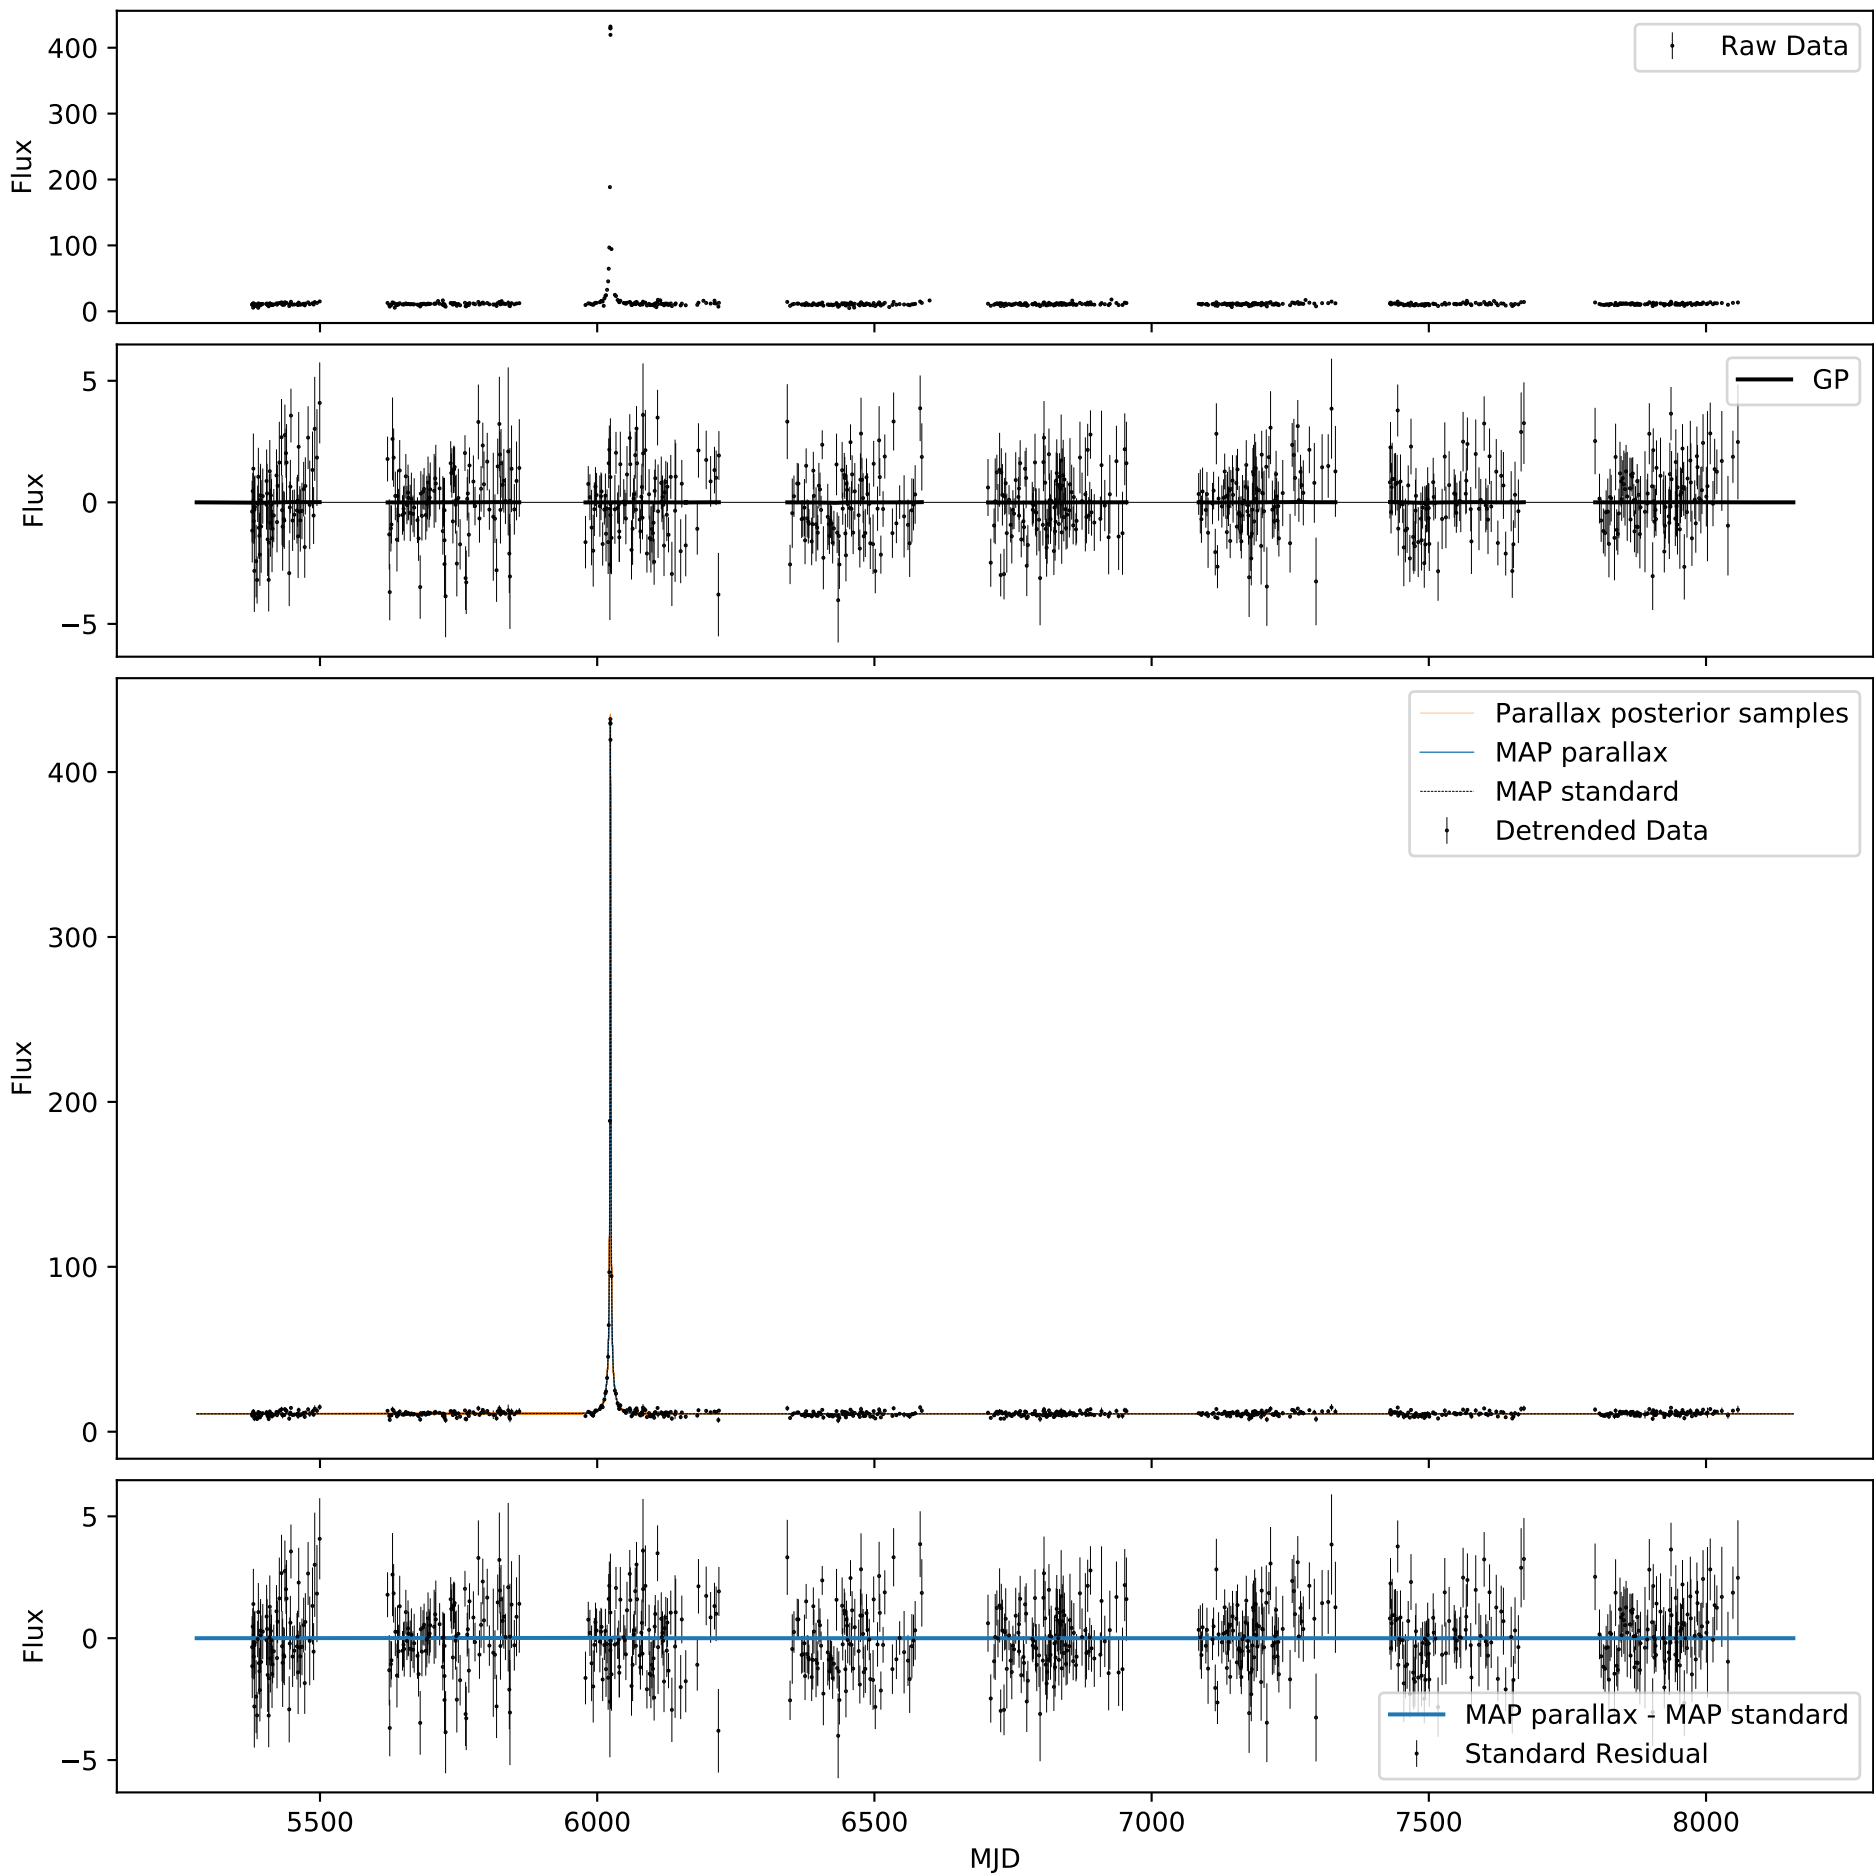 Flux
400
300
200
100
0
Raw Data
Flux
5
0
−5
GP
Flux
400
300
200
100
0
Parallax posterior samples
MAP parallax
MAP standard
Detrended Data
Flux
5
0
−5
MAP parallax - MAP standard
Standard Residual
5500 6000 6500 7000 7500 8000
MJD